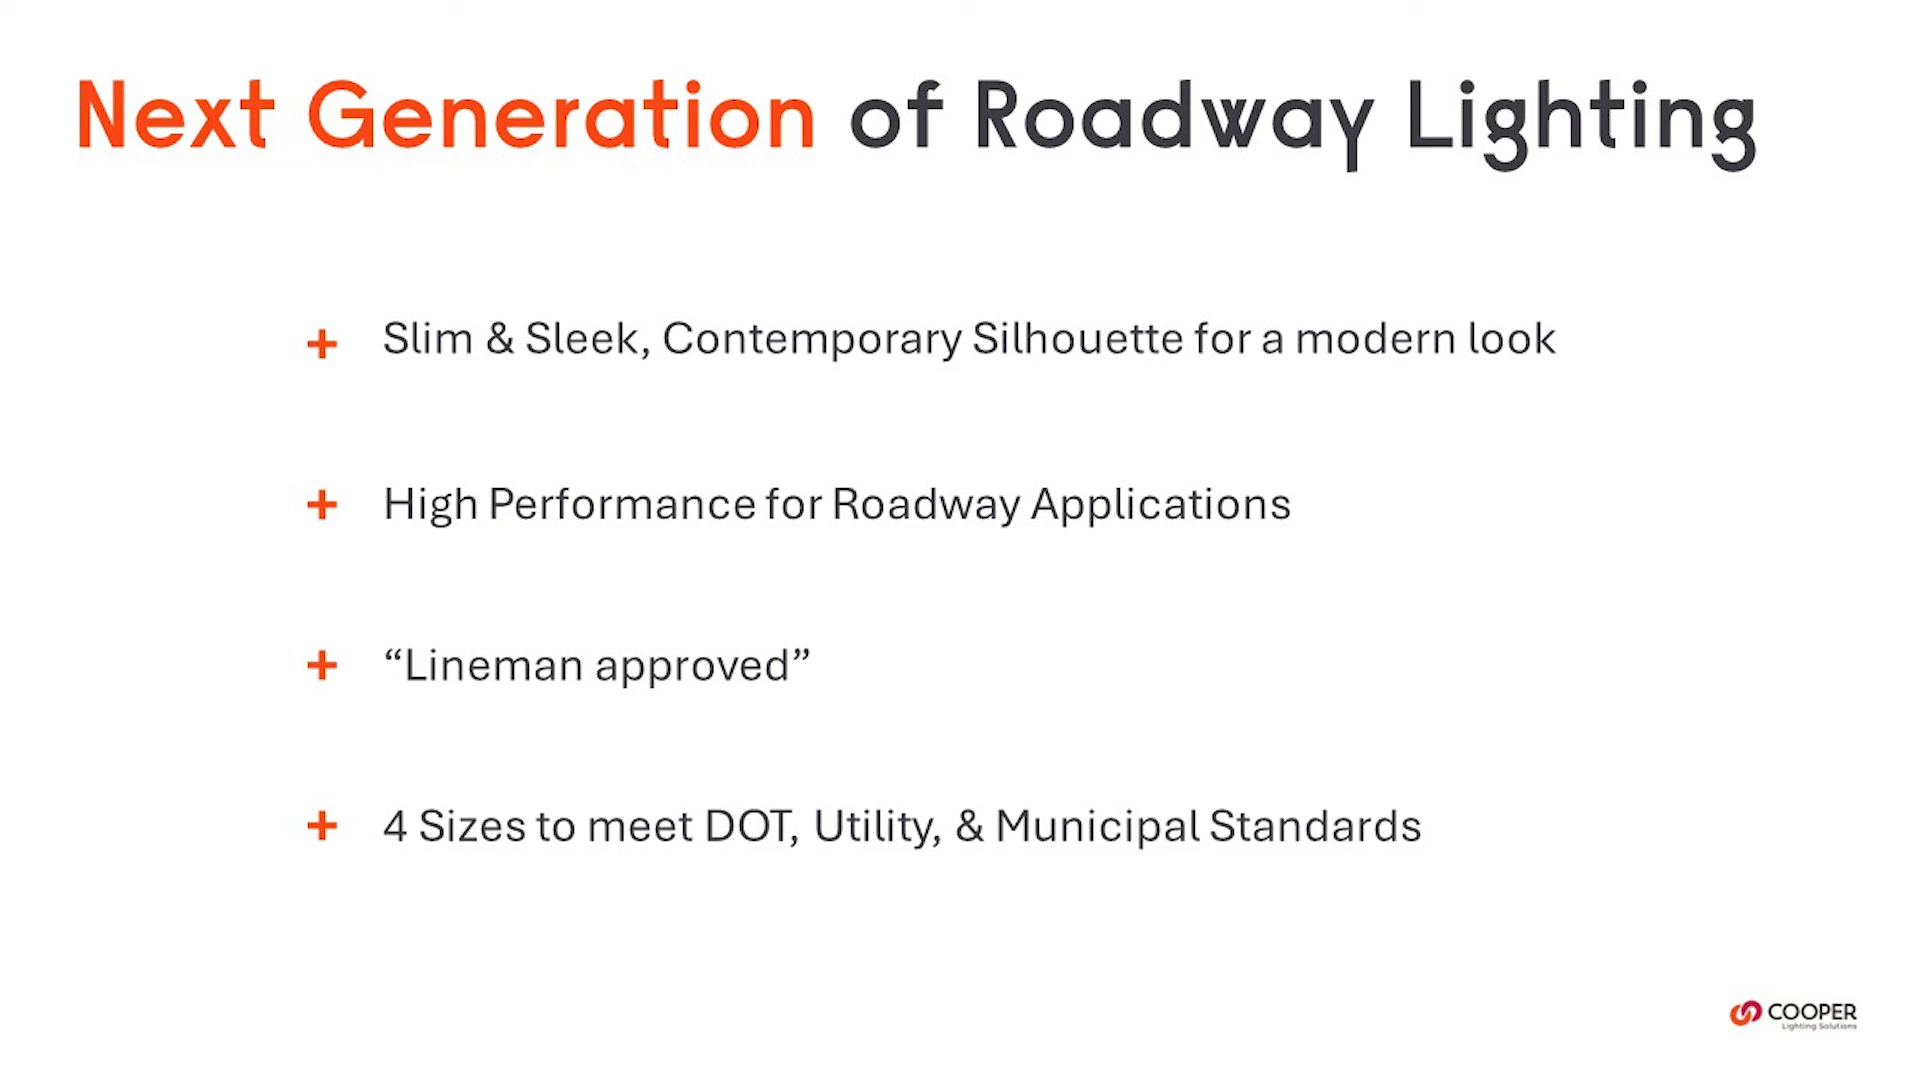 Next Generation of Roadway Lighting
+ Slim & Sleek, Contemporary Silhouette for a modern look
+ High Performance for Roadway Applications
+ “Lineman approved”
+ 4 Sizes to meet DOT, Utility, & Municipal Standards
COOPER
Lighting Solutions